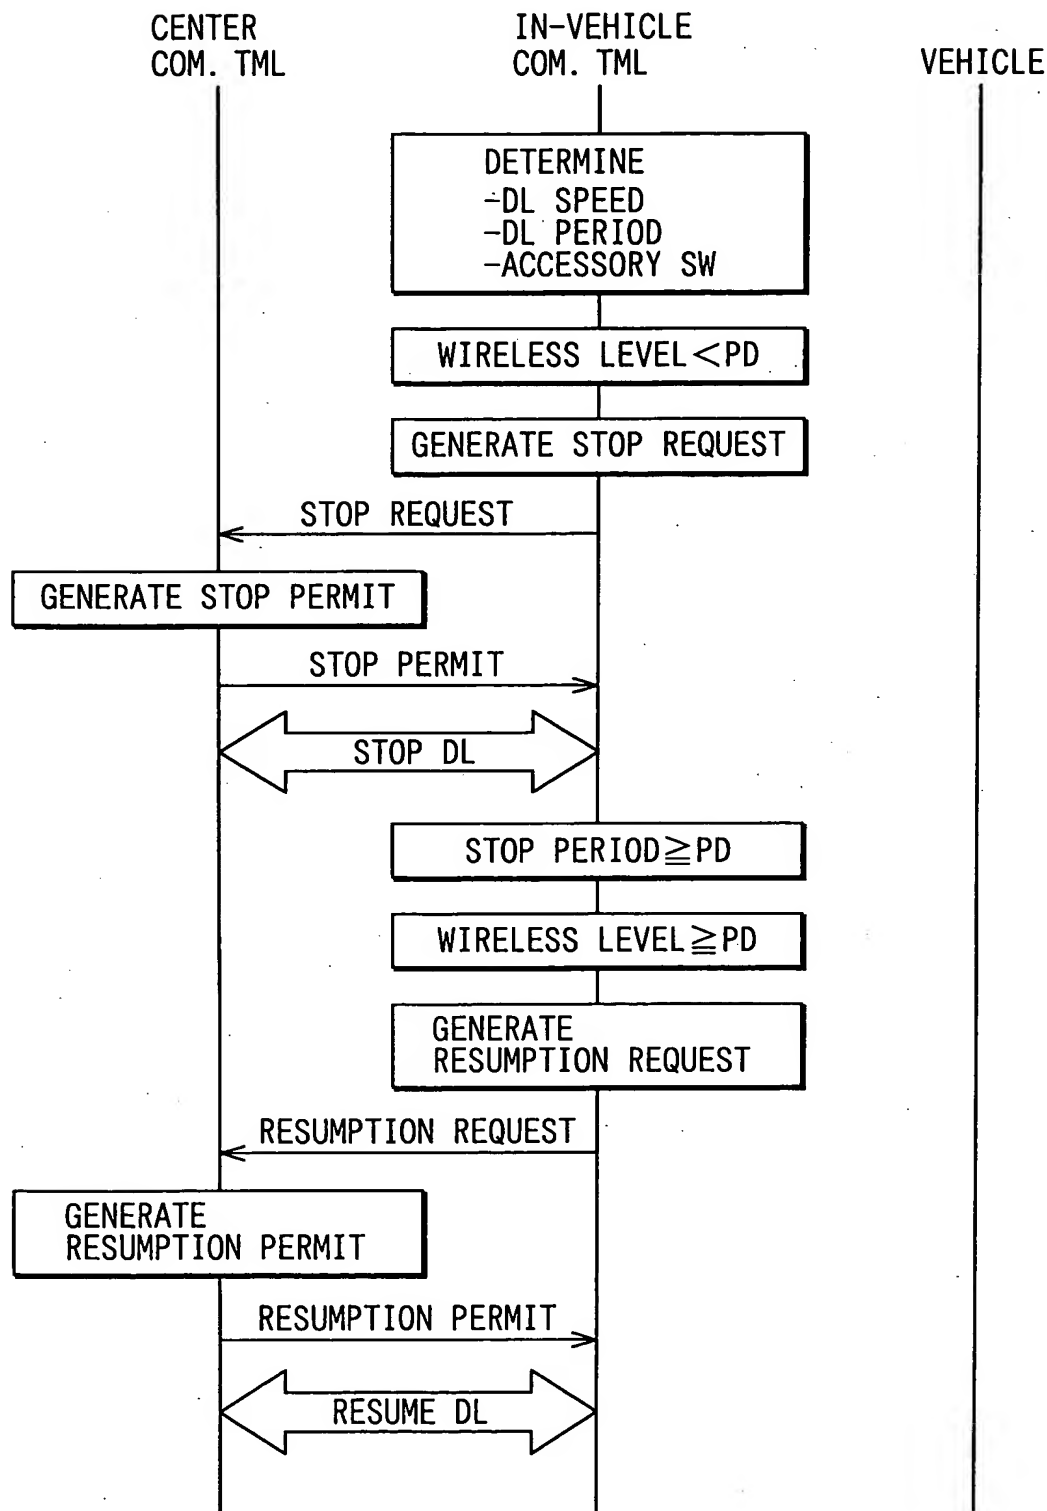 CENTER
COM. TML
IN-VEHICLE
COM. TML
VEHICLE
DETERMINE
-DL SPEED
-DL PERIOD
-ACCESSORY SW
WIRELESS LEVEL<PD
GENERATE STOP REQUEST
STOP REQUEST
GENERATE STOP PERMIT
STOP PERMIT
STOP DL
STOP PERIOD≧PD
WIRELESS LEVEL≧PD
GENERATE
RESUMPTION REQUEST
RESUMPTION REQUEST
GENERATE
RESUMPTION PERMIT
RESUMPTION PERMIT
RESUME DL